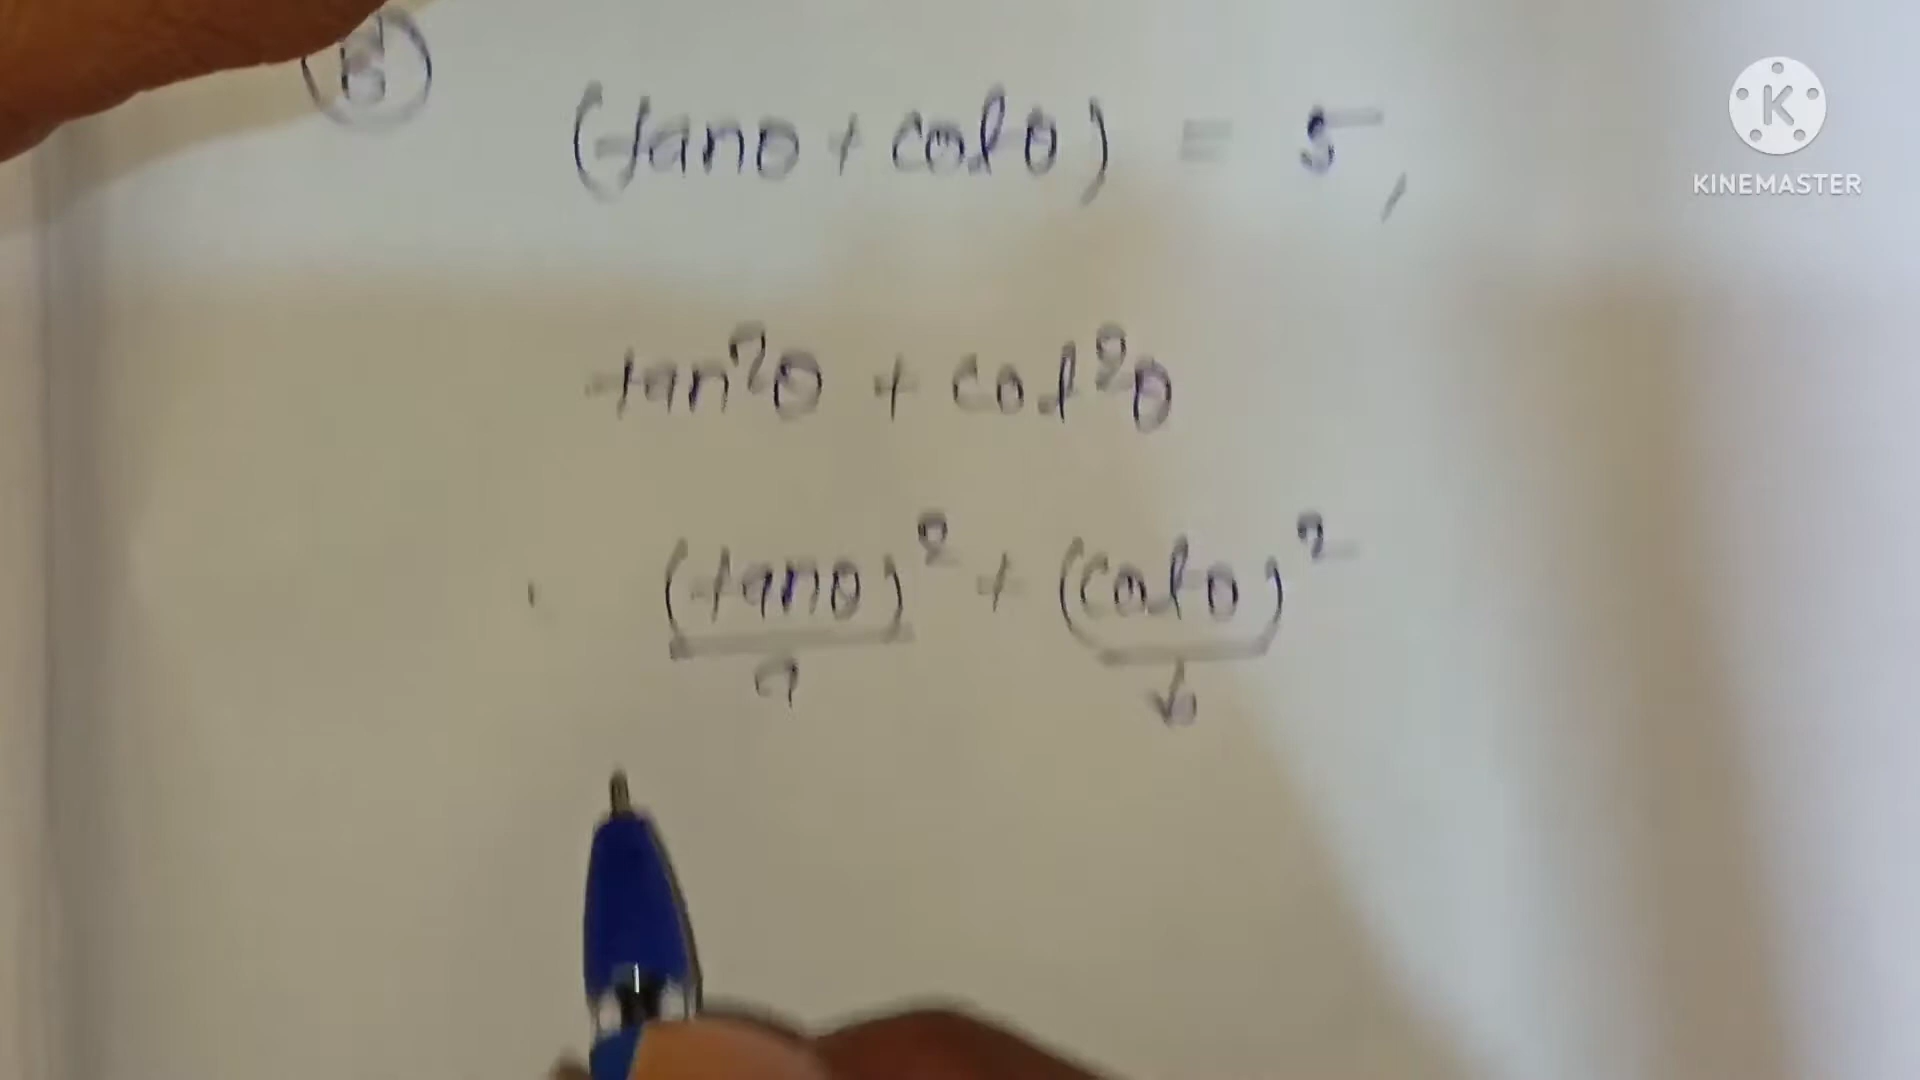 (tanθ + cotθ) = 5,
KINEMASTER
tan²θ + cot²θ
(tanθ)² + (cotθ)²
a b